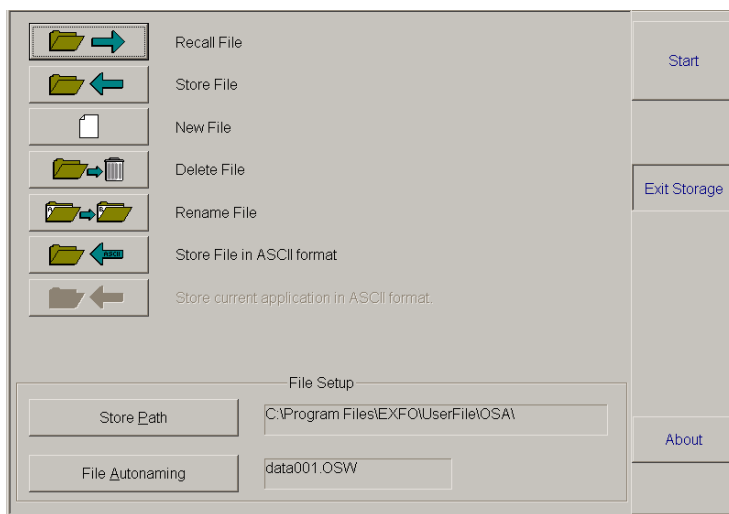 Recall File
Start
Store File
New File
Delete File
Exit Storage
Rename File
ASCII
Store File in ASCII format
Store current application in ASCII format.
File Setup
Store Path
C:\Program Files\EXFO\UserFile\OSA\
About
File Autonaming
data001.OSW